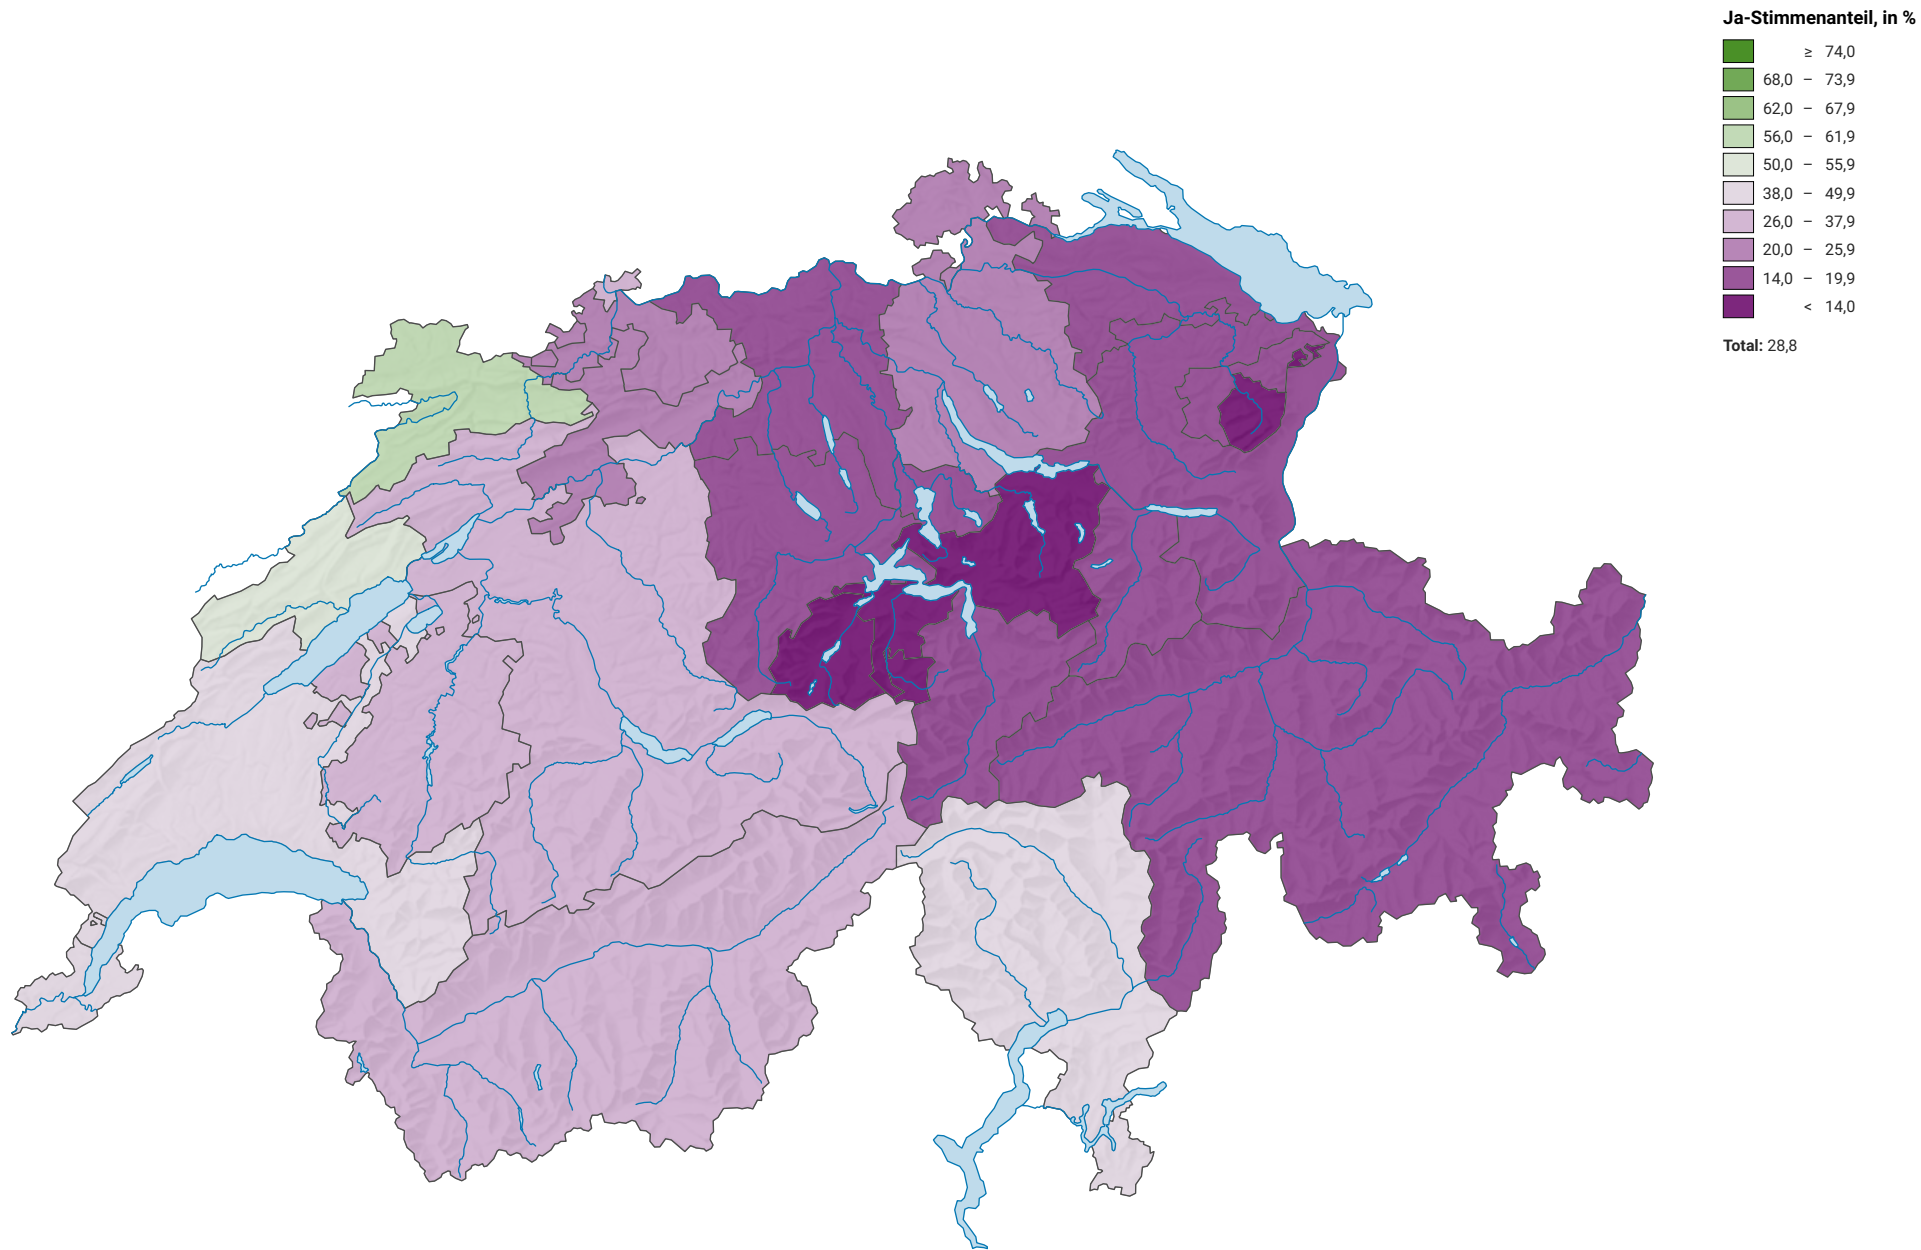 Ja-Stimmenanteil, in %
≥ 74,0
68,0 – 73,9
62,0 – 67,9
56,0 – 61,9
50,0 – 55,9
38,0 – 49,9
26,0 – 37,9
20,0 – 25,9
14,0 – 19,9
< 14,0
Total: 28,8